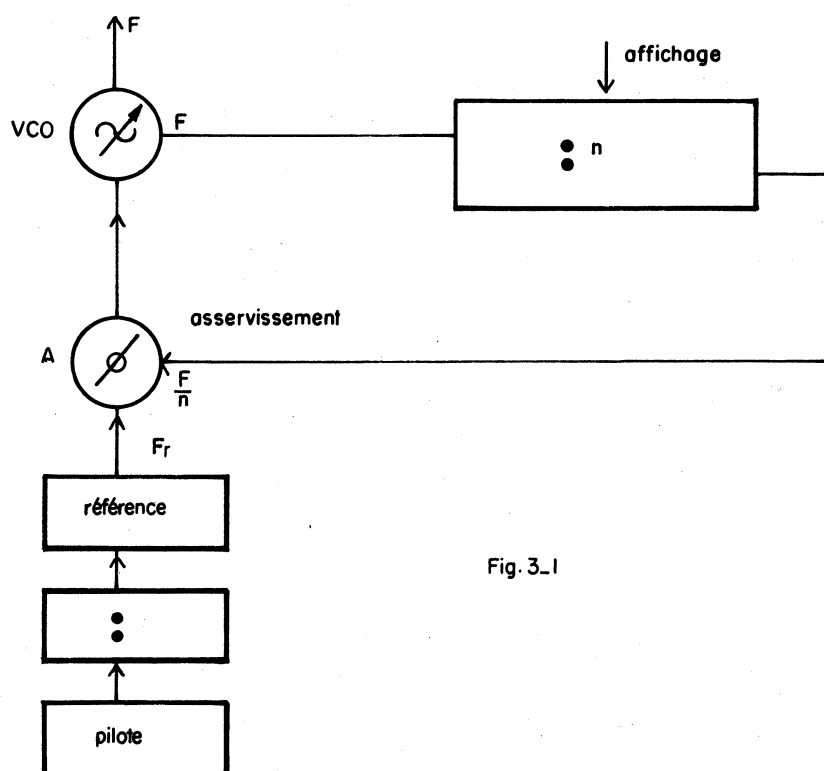 F
affichage
VCO
F
: n
asservissement
A
F/n
Fr
référence
Fig. 3_1
:
pilote